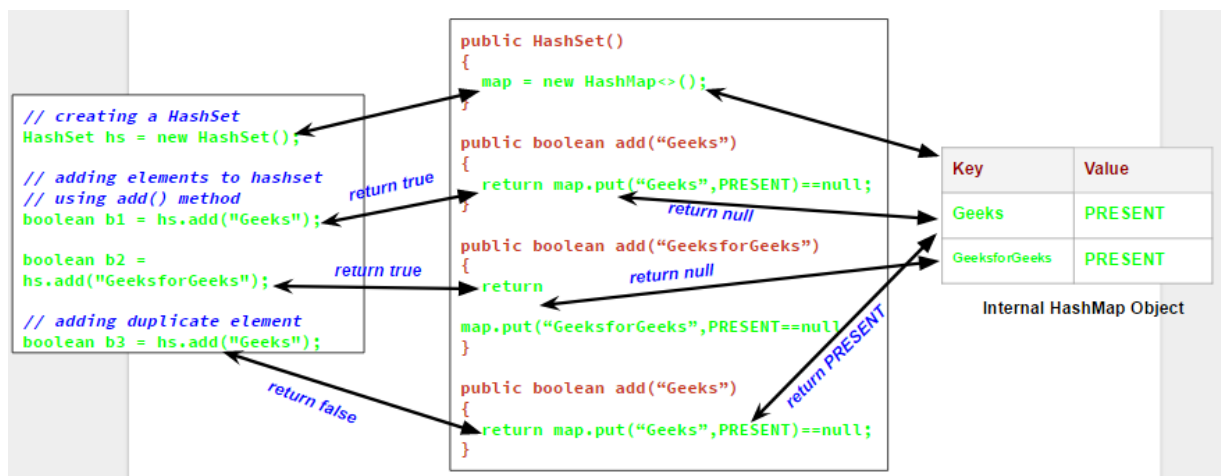 // creating a HashSet
HashSet hs = new HashSet();
// adding elements to hashset
// using add() method
boolean b1 = hs.add("Geeks");
boolean b2 =
hs.add("GeeksforGeeks");
// adding duplicate element
boolean b3 = hs.add("Geeks");
return true
return true
return false
public HashSet()
{
map = new HashMap<>();
}
public boolean add(“Geeks”)
{
return map.put(“Geeks”,PRESENT)==null;
}
return null
public boolean add(“GeeksforGeeks”)
{
return
return null
map.put(“GeeksforGeeks”,PRESENT==null
}
public boolean add(“Geeks”)
{
return map.put(“Geeks”,PRESENT)==null;
}
return PRESENT
Key Value
Geeks PRESENT
GeeksforGeeks PRESENT
Internal HashMap Object